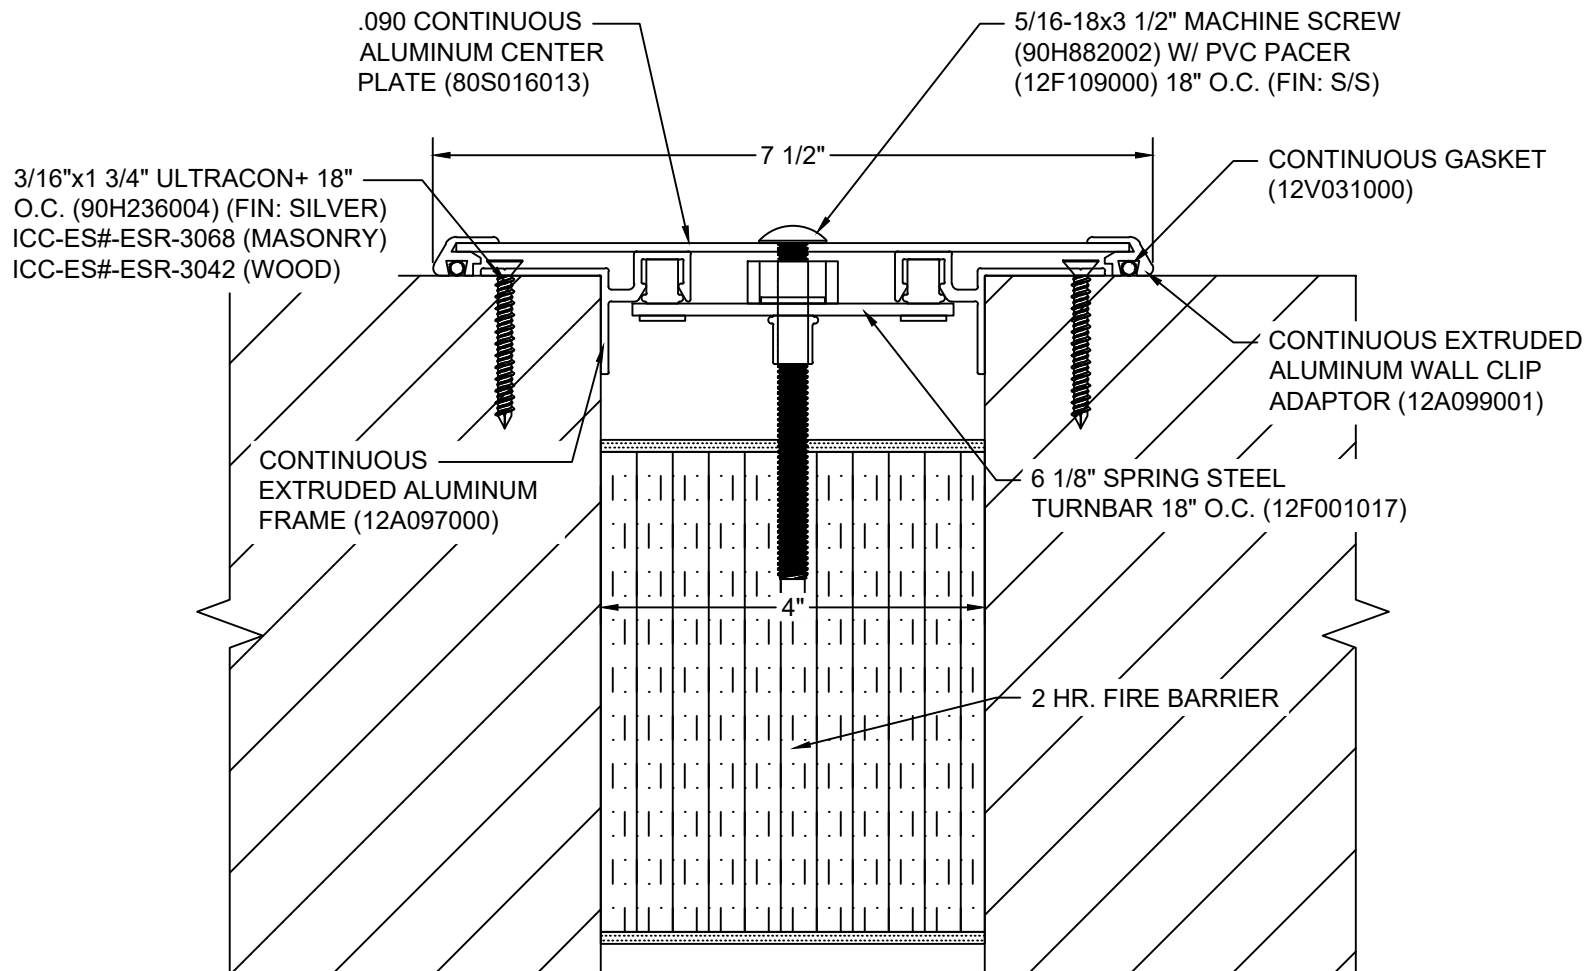 .090 CONTINUOUS
ALUMINUM CENTER
PLATE (80S016013)
5/16-18x3 1/2" MACHINE SCREW
(90H882002) W/ PVC PACER
(12F109000) 18" O.C. (FIN: S/S)
7 1/2"
CONTINUOUS GASKET
(12V031000)
3/16"x1 3/4" ULTRACON+ 18"
O.C. (90H236004) (FIN: SILVER)
ICC-ES#-ESR-3068 (MASONRY)
ICC-ES#-ESR-3042 (WOOD)
CONTINUOUS EXTRUDED
ALUMINUM WALL CLIP
ADAPTOR (12A099001)
CONTINUOUS
EXTRUDED ALUMINUM
FRAME (12A097000)
6 1/8" SPRING STEEL
TURNBAR 18" O.C. (12F001017)
4"
2 HR. FIRE BARRIER